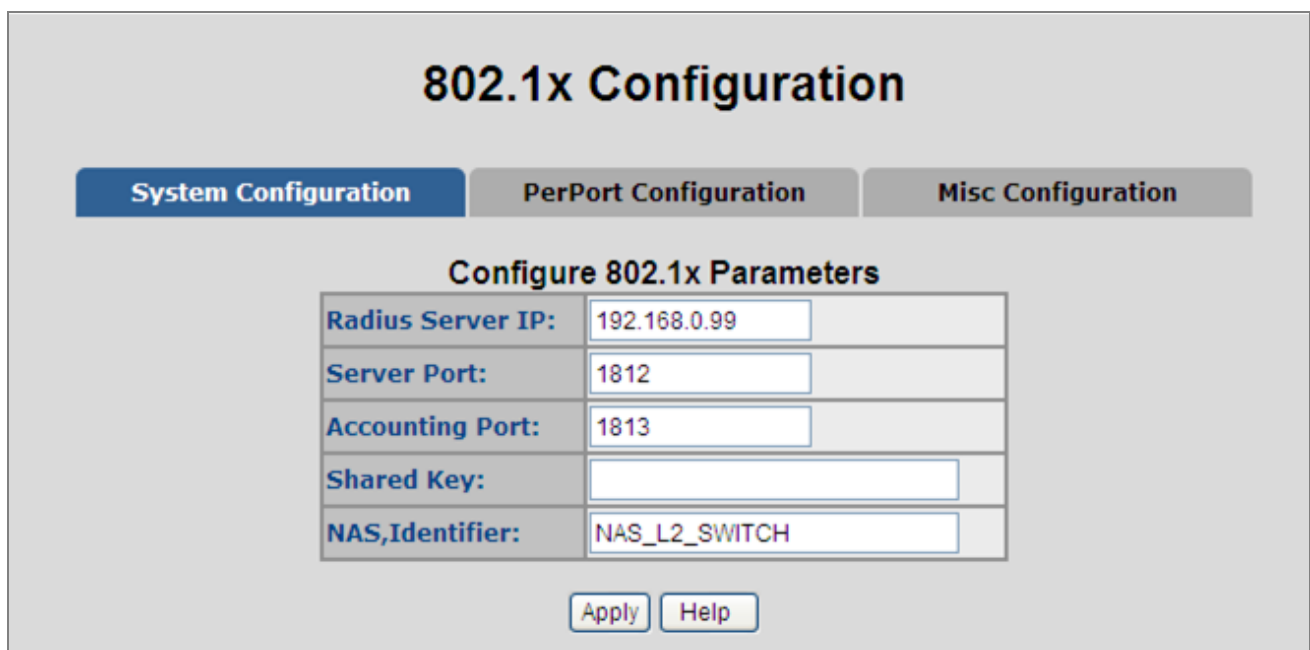 802.1x Configuration
System Configuration PerPort Configuration Misc Configuration
Configure 802.1x Parameters
Radius Server IP: 192.168.0.99
Server Port: 1812
Accounting Port: 1813
Shared Key:
NAS,Identifier: NAS_L2_SWITCH
Apply Help